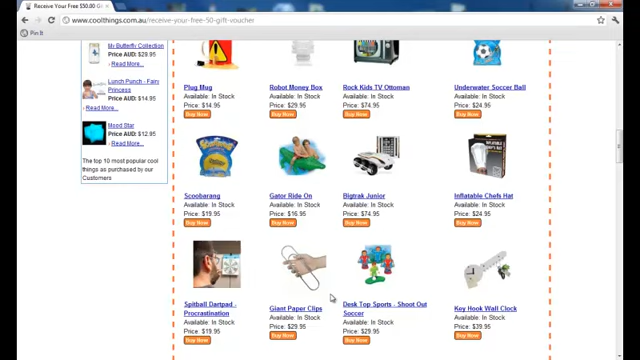 Receive Your Free $50.00 Gi
www.coolthings.com.au/receive-your-free-50-gift-voucher
Pin It
My Butterfly Collection
Price AUD: $29.95
- Read More...
Lunch Punch - Fairy
Princess
Price AUD: $14.95
- Read More...
Mood Star
Price AUD: $12.95
- Read More...
The top 10 most popular cool
things as purchased by our
Customers
Plug Mug
Available: In Stock
Price: $14.95
Buy Now
Robot Money Box
Available: In Stock
Price: $29.95
Buy Now
Rock Kids TV Ottoman
Available: In Stock
Price: $74.95
Buy Now
Underwater Soccer Ball
Available: In Stock
Price: $24.95
Buy Now
Scoobarang
Available: In Stock
Price: $19.95
Buy Now
Gator Ride On
Available: In Stock
Price: $16.95
Buy Now
Bigtrak Junior
Available: In Stock
Price: $74.95
Buy Now
Inflatable Chefs Hat
Available: In Stock
Price: $24.95
Buy Now
Spitball Dartpad -
Procrastination
Available: In Stock
Price: $19.95
Buy Now
Giant Paper Clips
Available: In Stock
Price: $29.95
Buy Now
Desk Top Sports - Shoot Out
Soccer
Available: In Stock
Price: $29.95
Buy Now
Key Hook Wall Clock
Available: In Stock
Price: $39.95
Buy Now